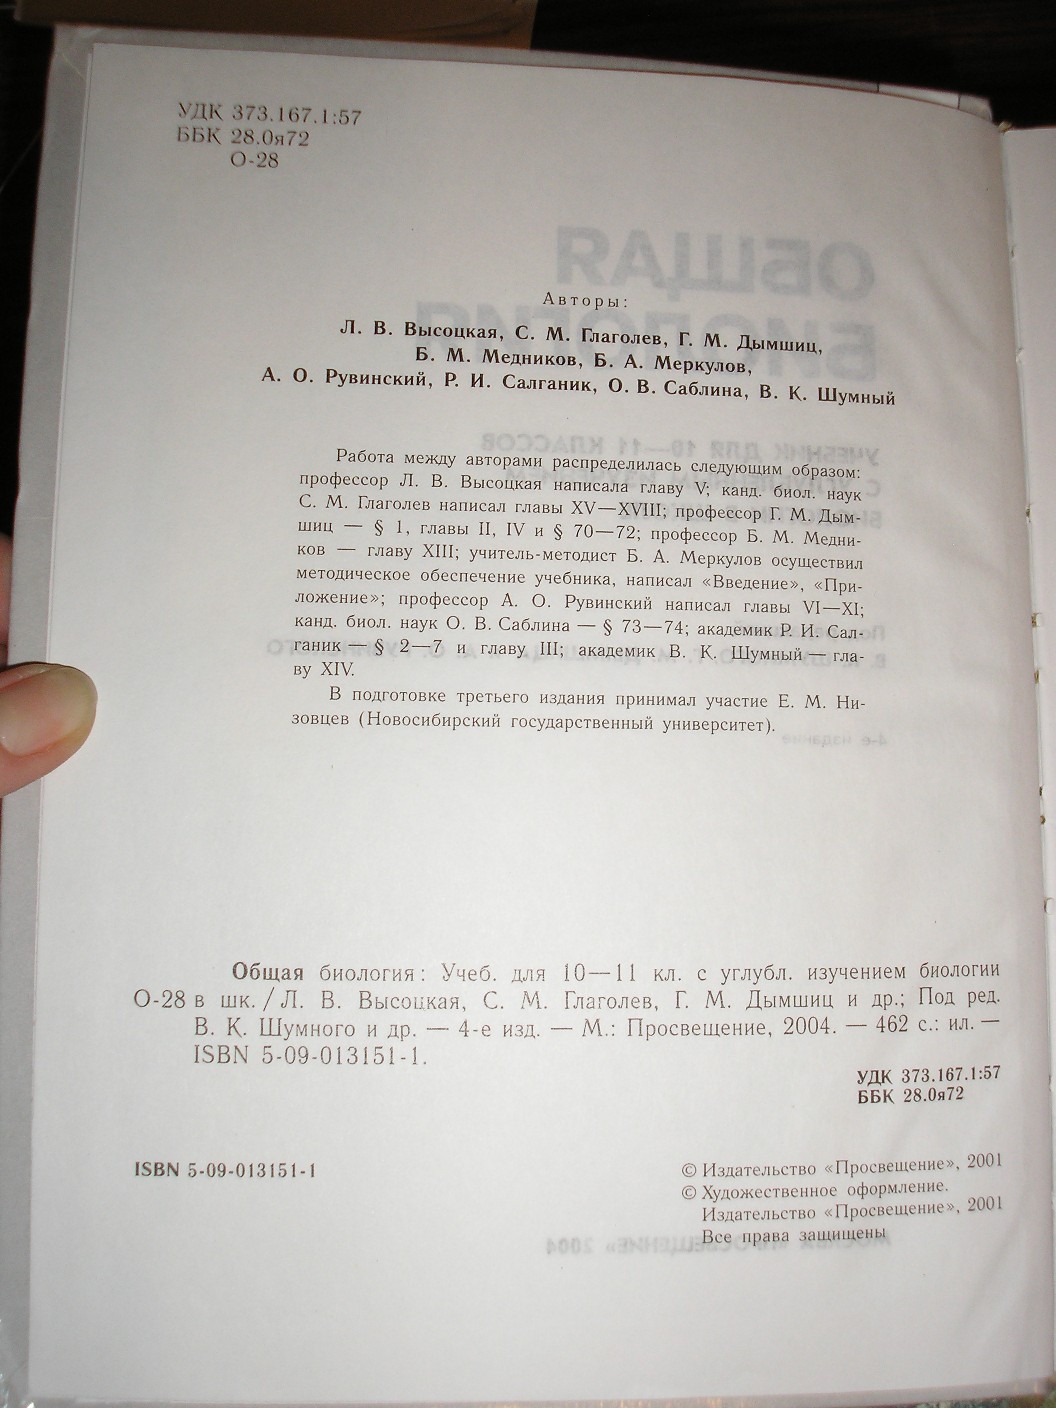 УДК 373.167.1:57
ББК 28.0я72
О-28
Авторы:
Л. В. Высоцкая, С. М. Глаголев, Г. М. Дымшиц,
Б. М. Медников, Б. А. Меркулов,
А. О. Рувинский, Р. И. Салганик, О. В. Саблина, В. К. Шумный
Работа между авторами распределилась следующим образом:
профессор Л. В. Высоцкая написала главу V; канд. биол. наук
С. М. Глаголев написал главы XV—XVIII; профессор Г. М. Дым-
шиц — § 1, главы II, IV и § 70—72; профессор Б. М. Медни-
ков — главу XIII; учитель-методист Б. А. Меркулов осуществил
методическое обеспечение учебника, написал «Введение», «При-
ложение»; профессор А. О. Рувинский написал главы VI—XI;
канд. биол. наук О. В. Саблина — § 73—74; академик Р. И. Сал-
ганик — § 2—7 и главу III; академик В. К. Шумный — гла-
ву XIV.
В подготовке третьего издания принимал участие Е. М. Ни-
зовцев (Новосибирский государственный университет).
Общая биология: Учеб. для 10—11 кл. с углубл. изучением биологии
О-28 в шк. / Л. В. Высоцкая, С. М. Глаголев, Г. М. Дымшиц и др.; Под ред.
В. К. Шумного и др. — 4-е изд. — М.: Просвещение, 2004. — 462 с.: ил. —
ISBN 5-09-013151-1.
УДК 373.167.1:57
ББК 28.0я72
ISBN 5-09-013151-1
© Издательство «Просвещение», 2001
© Художественное оформление.
Издательство «Просвещение», 2001
Все права защищены